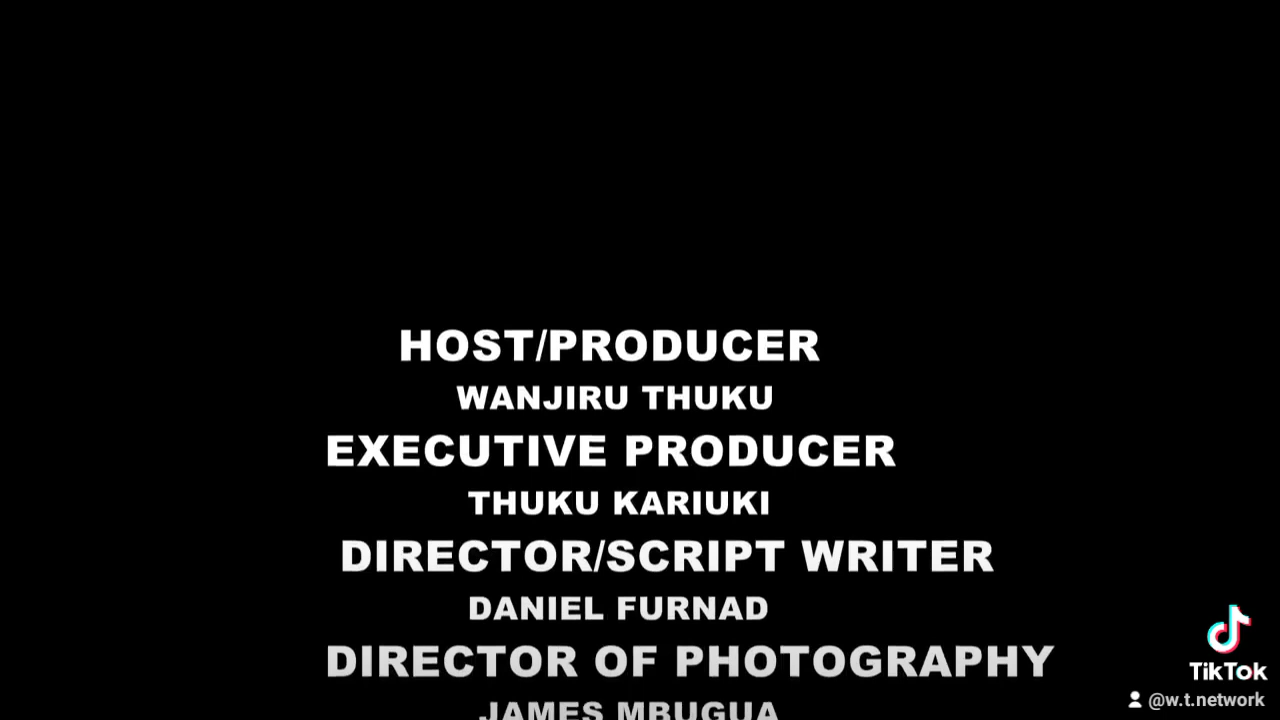 HOST/PRODUCER
WANJIRU THUKU
EXECUTIVE PRODUCER
THUKU KARIUKI
DIRECTOR/SCRIPT WRITER
DANIEL FURNAD
DIRECTOR OF PHOTOGRAPHY
JAMES MBUGUA
TikTok
@w.t.network